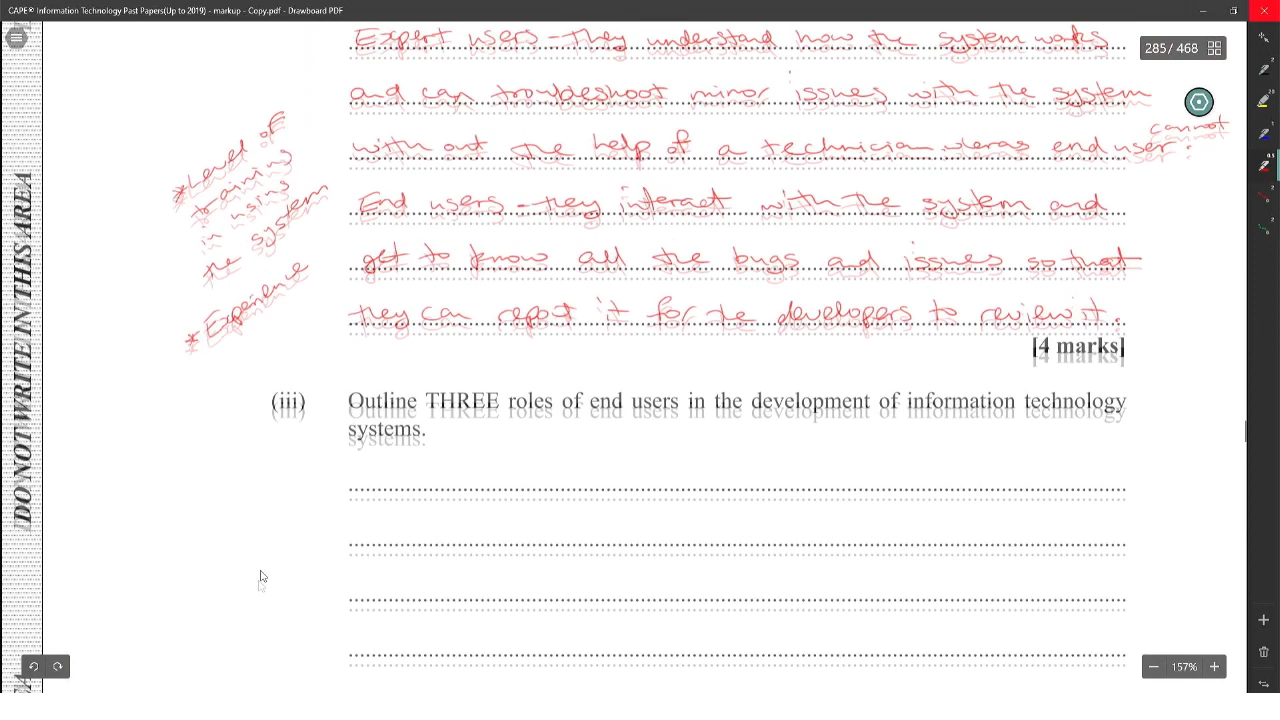 CAPE® Information Technology Past Papers(Up to 2019) - markup - Copy.pdf - Drawboard PDF
285 / 468
Expert users - They understand how the system works
and can troubleshoot minor issues with the system
with out the help of a technician. weras end user cannot.
End users - they interact with the system and
get to know all the bugs and issues so that
they can report it for the developers to review it.
*Level of
training
in using
the system
*Experience
[4 marks]
(iii) Outline THREE roles of end users in the development of information technology
systems.
DO NOT WRITE IN THIS AREA
157%